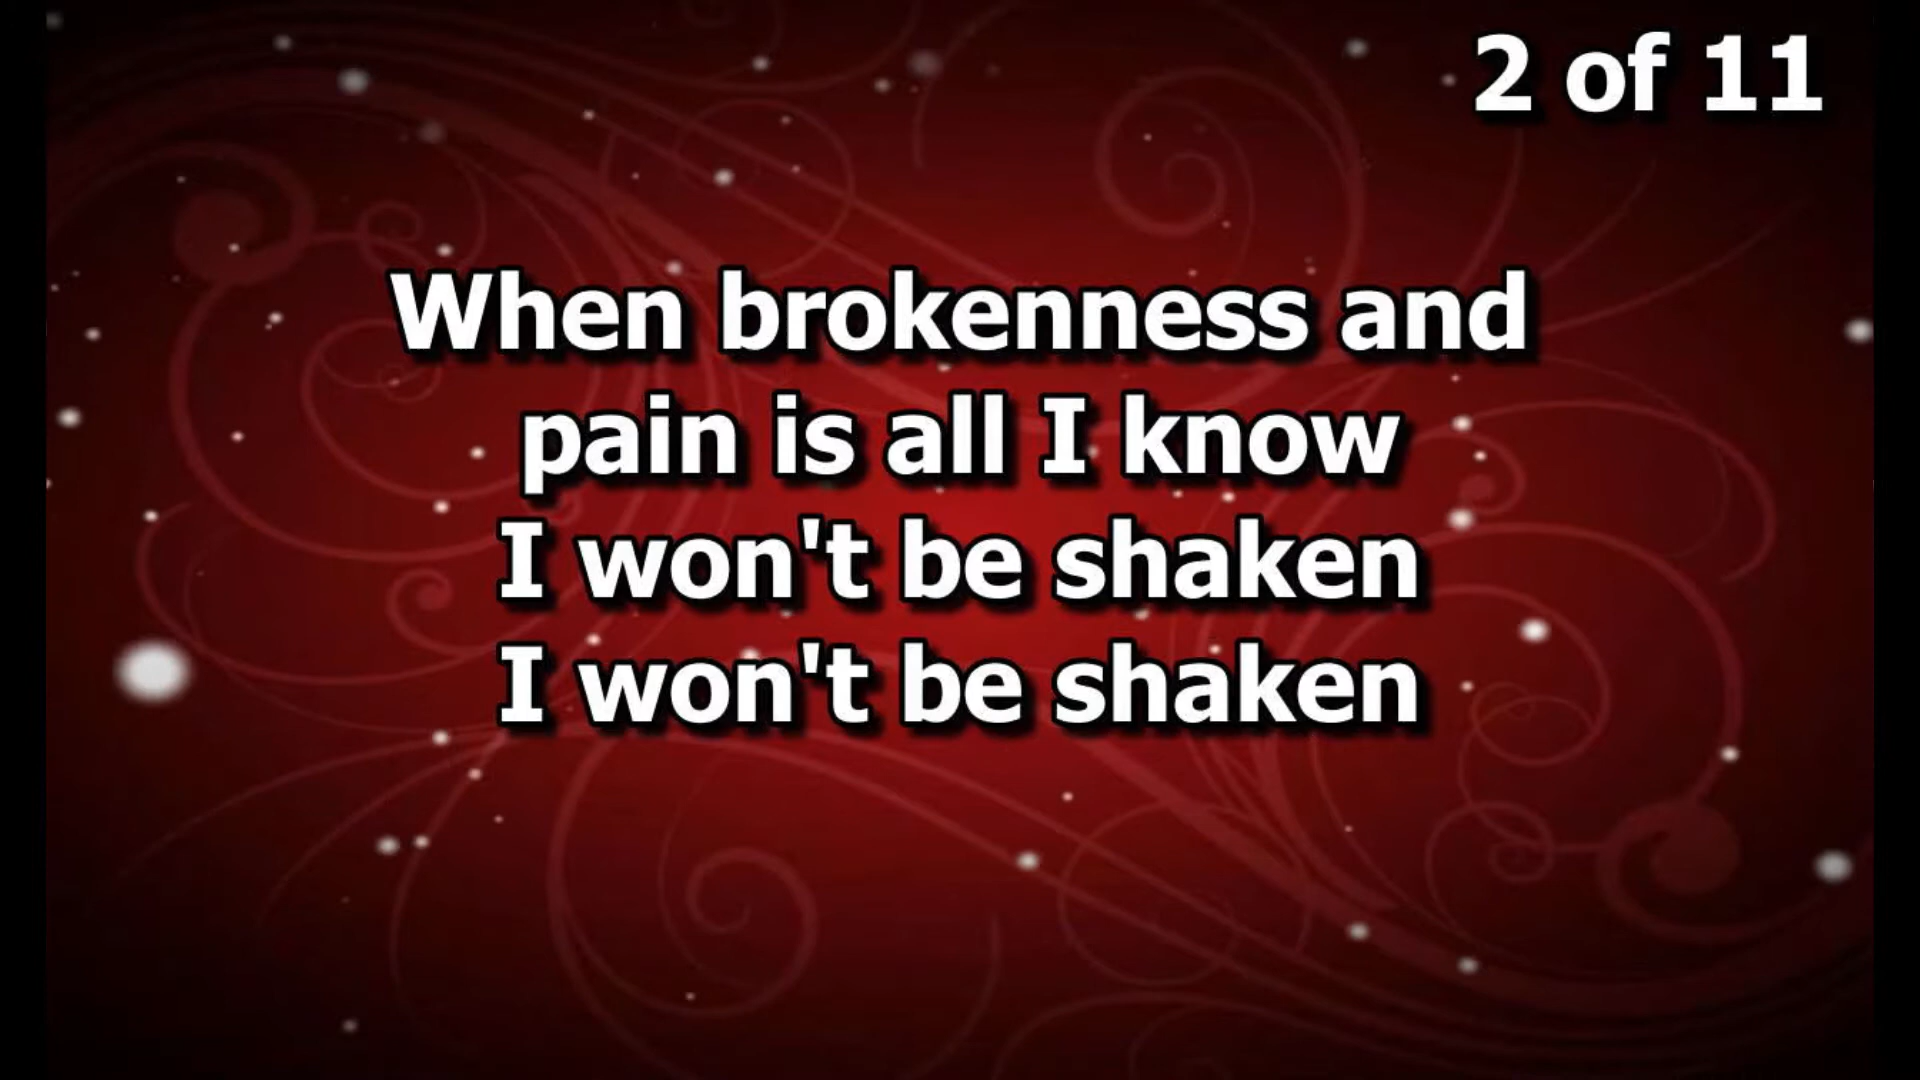 2 of 11
When brokenness and
pain is all I know
I won't be shaken
I won't be shaken